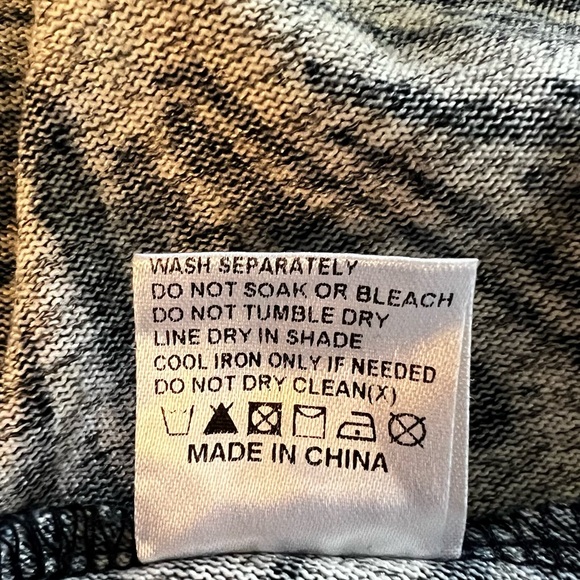 WASH SEPARATELY
DO NOT SOAK OR BLEACH
DO NOT TUMBLE DRY
LINE DRY IN SHADE
COOL IRON ONLY IF NEEDED
DO NOT DRY CLEAN(X)
MADE IN CHINA